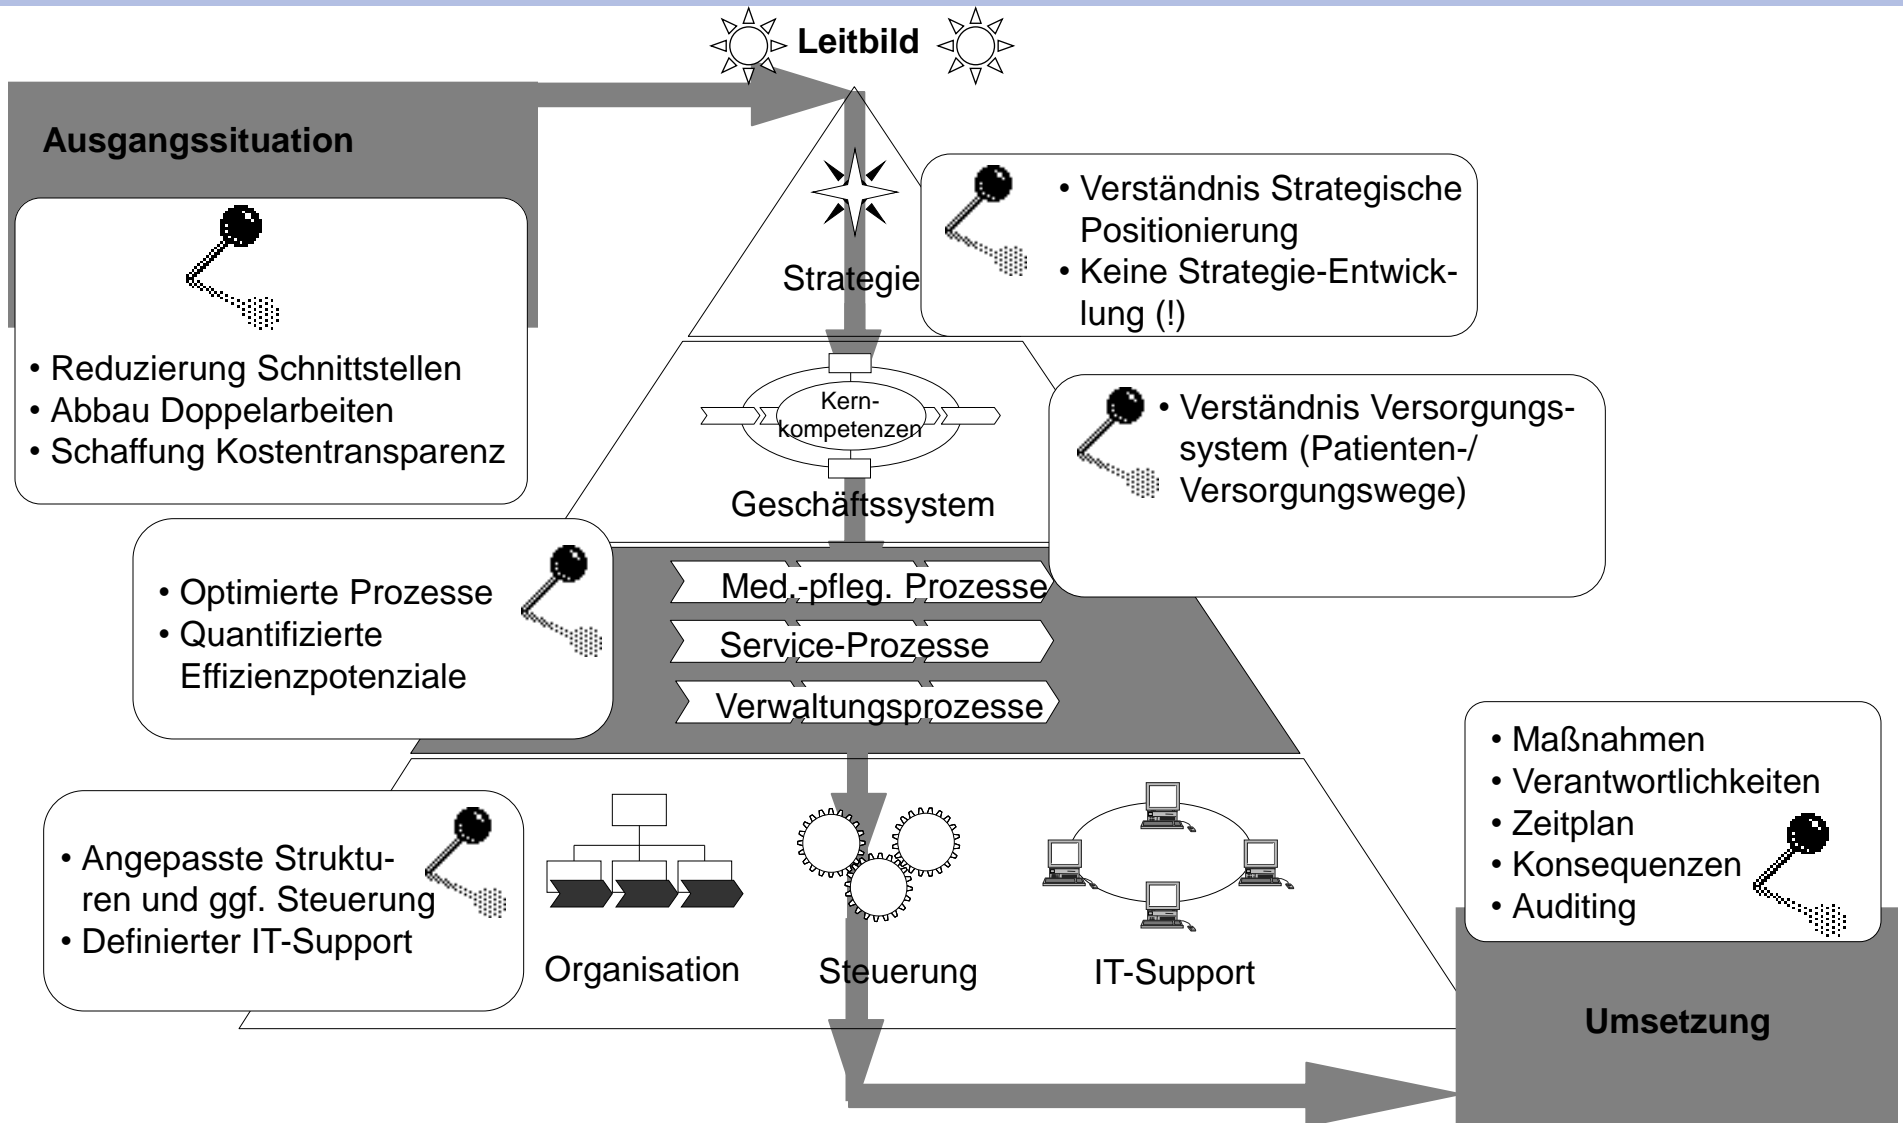 Leitbild
Ausgangssituation
• Reduzierung Schnittstellen
• Abbau Doppelarbeiten
• Schaffung Kostentransparenz
Strategie
• Verständnis Strategische
Positionierung
• Keine Strategie-Entwick-
lung (!)
Kern-
kompetenzen
Geschäftssystem
• Verständnis Versorgungs-
system (Patienten-/
Versorgungswege)
• Optimierte Prozesse
• Quantifizierte
Effizienzpotenziale
Med.-pfleg. Prozesse
Service-Prozesse
Verwaltungsprozesse
• Angepasste Struktu-
ren und ggf. Steuerung
• Definierter IT-Support
Organisation
Steuerung
IT-Support
• Maßnahmen
• Verantwortlichkeiten
• Zeitplan
• Konsequenzen
• Auditing
Umsetzung